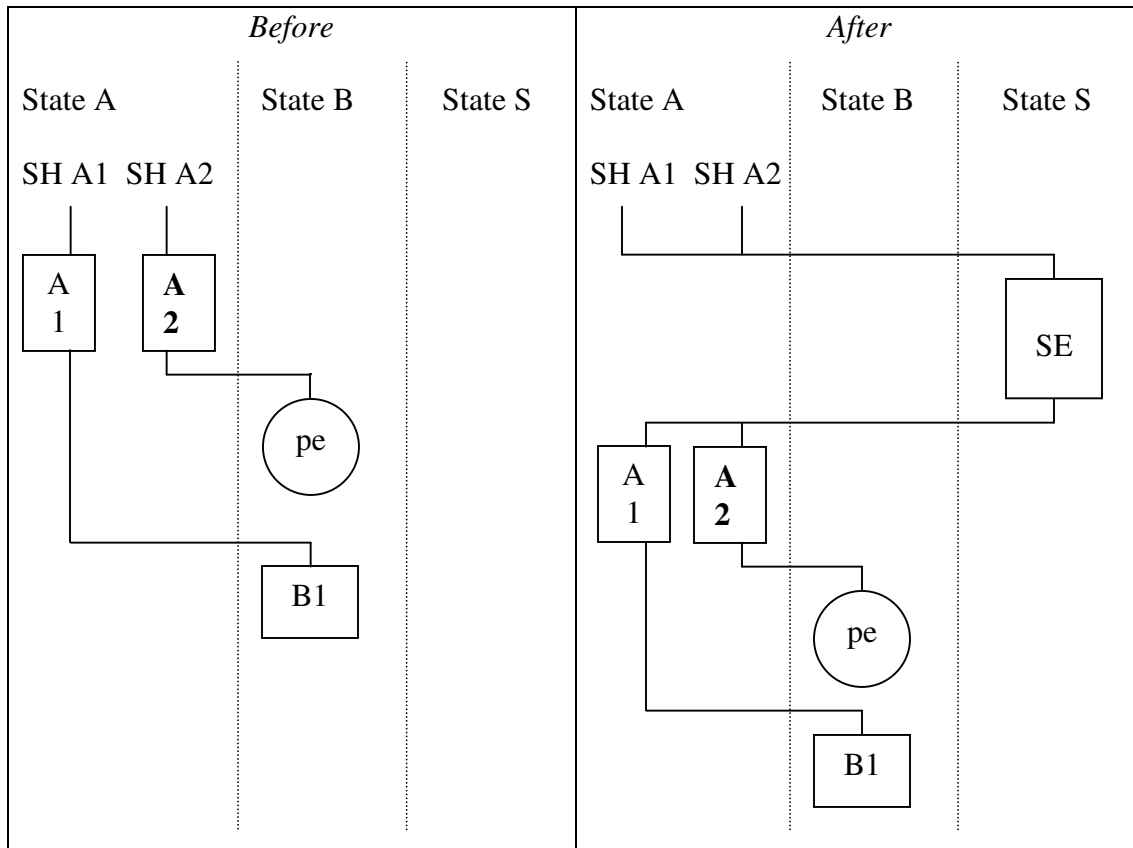 Before
State A State B State S
SH A1 SH A2
A
1
A
2
pe
B1
After
State A State B State S
SH A1 SH A2
SE
A
1
A
2
pe
B1